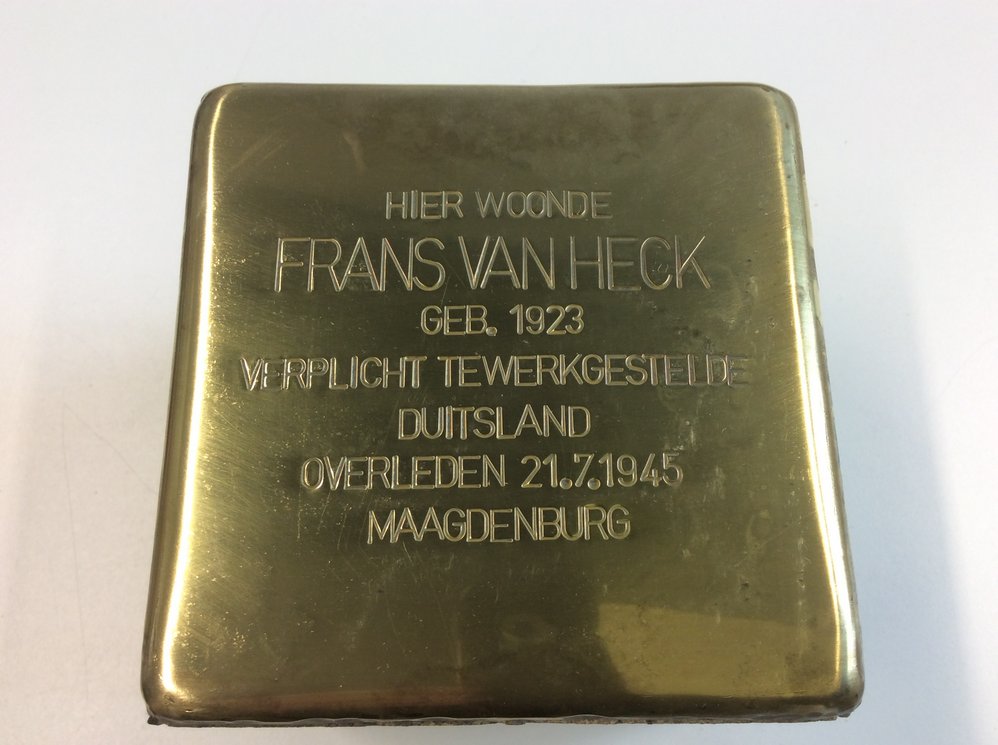 HIER WOONDE
FRANS VAN HECK
GEB. 1923
VERPLICHT TEWERKGESTELDE
DUITSLAND
OVERLEDEN 21.7.1945
MAAGDENBURG